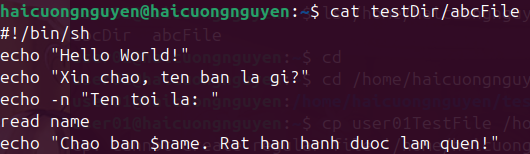 haicuongnguyen@haicuongnguyen:~$ cat testDir/abcFile
#!/bin/sh
echo "Hello World!"
echo "Xin chao, ten ban la gi?"
echo -n "Ten toi la: "
read name
echo "Chao ban $name. Rat han hanh duoc lam quen!"